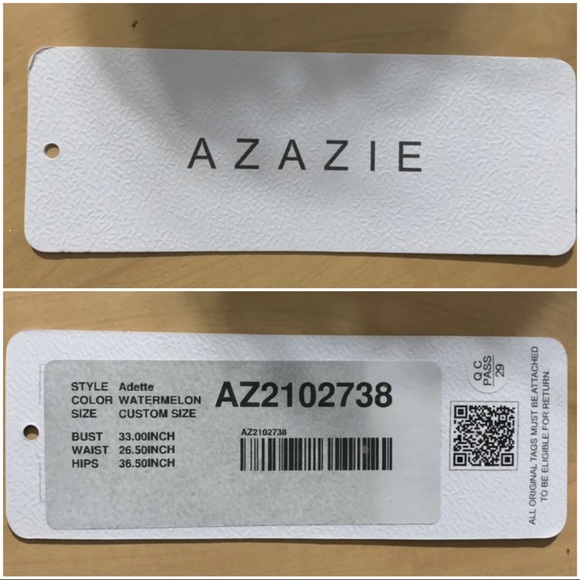 AZAZIE
STYLE Adette
COLOR WATERMELON
SIZE CUSTOM SIZE
BUST 33.00INCH
WAIST 26.50INCH
HIPS 36.50INCH
AZ2102738
AZ2102738
QC
PASS
29
ALL ORIGINAL TAGS MUST BE ATTACHED
TO BE ELIGIBLE FOR RETURN.